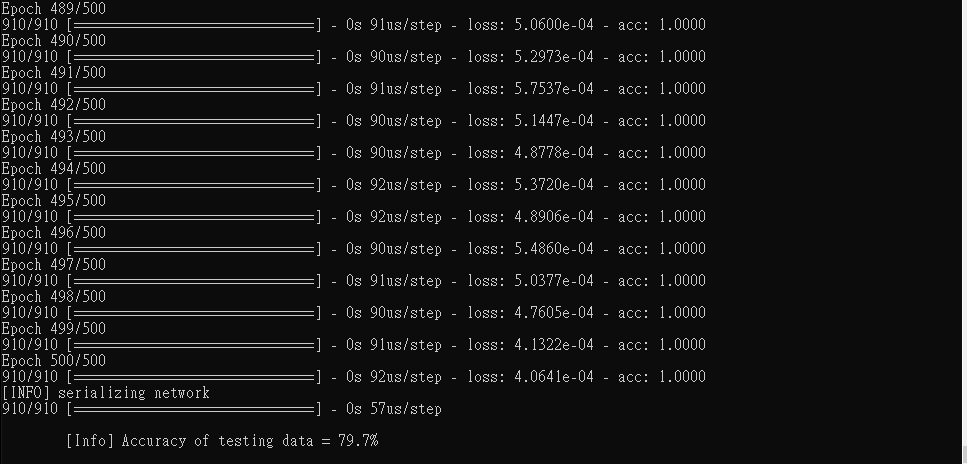 Epoch 489/500
910/910 [==============================] - 0s 91us/step - loss: 5.0600e-04 - acc: 1.0000
Epoch 490/500
910/910 [==============================] - 0s 90us/step - loss: 5.2973e-04 - acc: 1.0000
Epoch 491/500
910/910 [==============================] - 0s 91us/step - loss: 5.7537e-04 - acc: 1.0000
Epoch 492/500
910/910 [==============================] - 0s 90us/step - loss: 5.1447e-04 - acc: 1.0000
Epoch 493/500
910/910 [==============================] - 0s 90us/step - loss: 4.8778e-04 - acc: 1.0000
Epoch 494/500
910/910 [==============================] - 0s 92us/step - loss: 5.3720e-04 - acc: 1.0000
Epoch 495/500
910/910 [==============================] - 0s 92us/step - loss: 4.8906e-04 - acc: 1.0000
Epoch 496/500
910/910 [==============================] - 0s 90us/step - loss: 5.4860e-04 - acc: 1.0000
Epoch 497/500
910/910 [==============================] - 0s 91us/step - loss: 5.0377e-04 - acc: 1.0000
Epoch 498/500
910/910 [==============================] - 0s 90us/step - loss: 4.7605e-04 - acc: 1.0000
Epoch 499/500
910/910 [==============================] - 0s 91us/step - loss: 4.1322e-04 - acc: 1.0000
Epoch 500/500
910/910 [==============================] - 0s 92us/step - loss: 4.0641e-04 - acc: 1.0000
[INFO] serializing network
910/910 [==============================] - 0s 57us/step
[Info] Accuracy of testing data = 79.7%